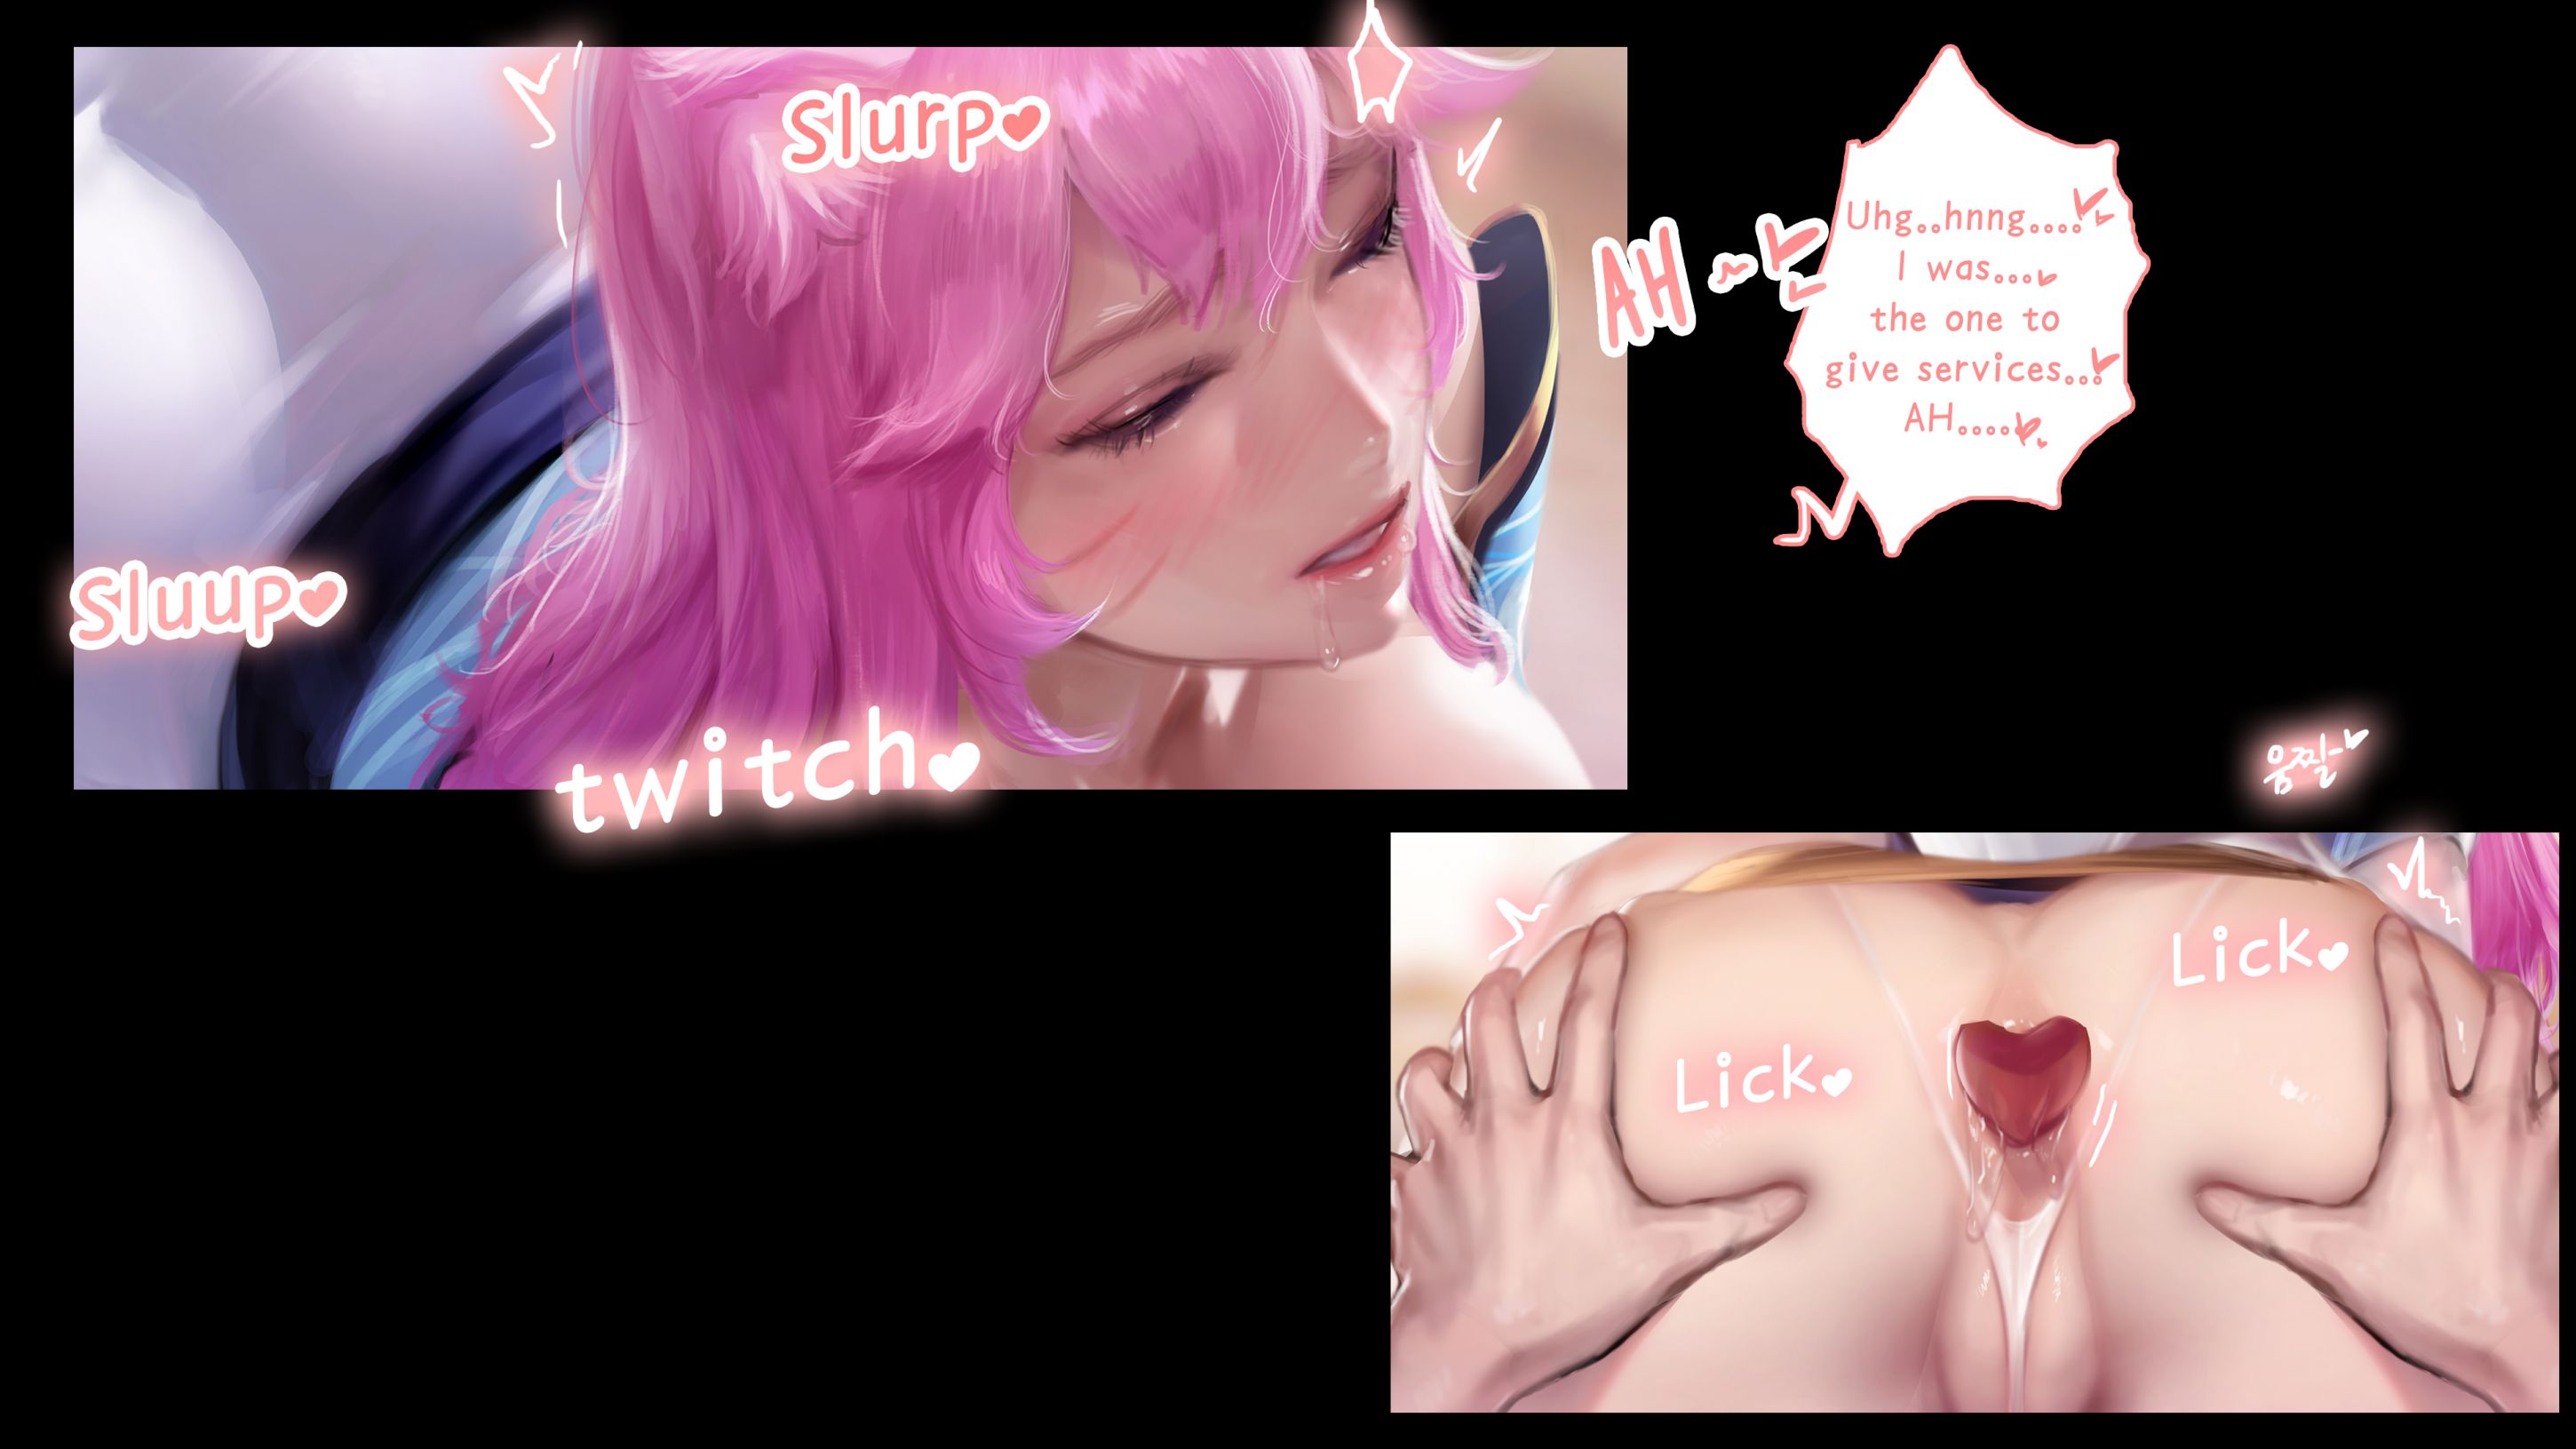 Slurp
AH~
Uhg..hnng....
I was...
the one to
give services...
AH....
Sluup
twitch
움찔-
Lick
Lick